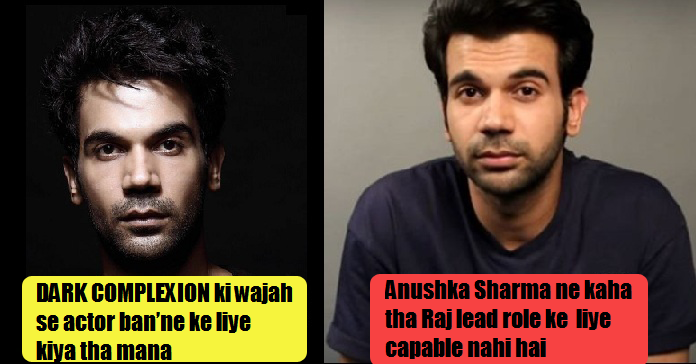 DARK COMPLEXION ki wajah
se actor ban'ne ke liye
kiya tha mana
Anushka Sharma ne kaha
tha Raj lead role ke liye
capable nahi hai